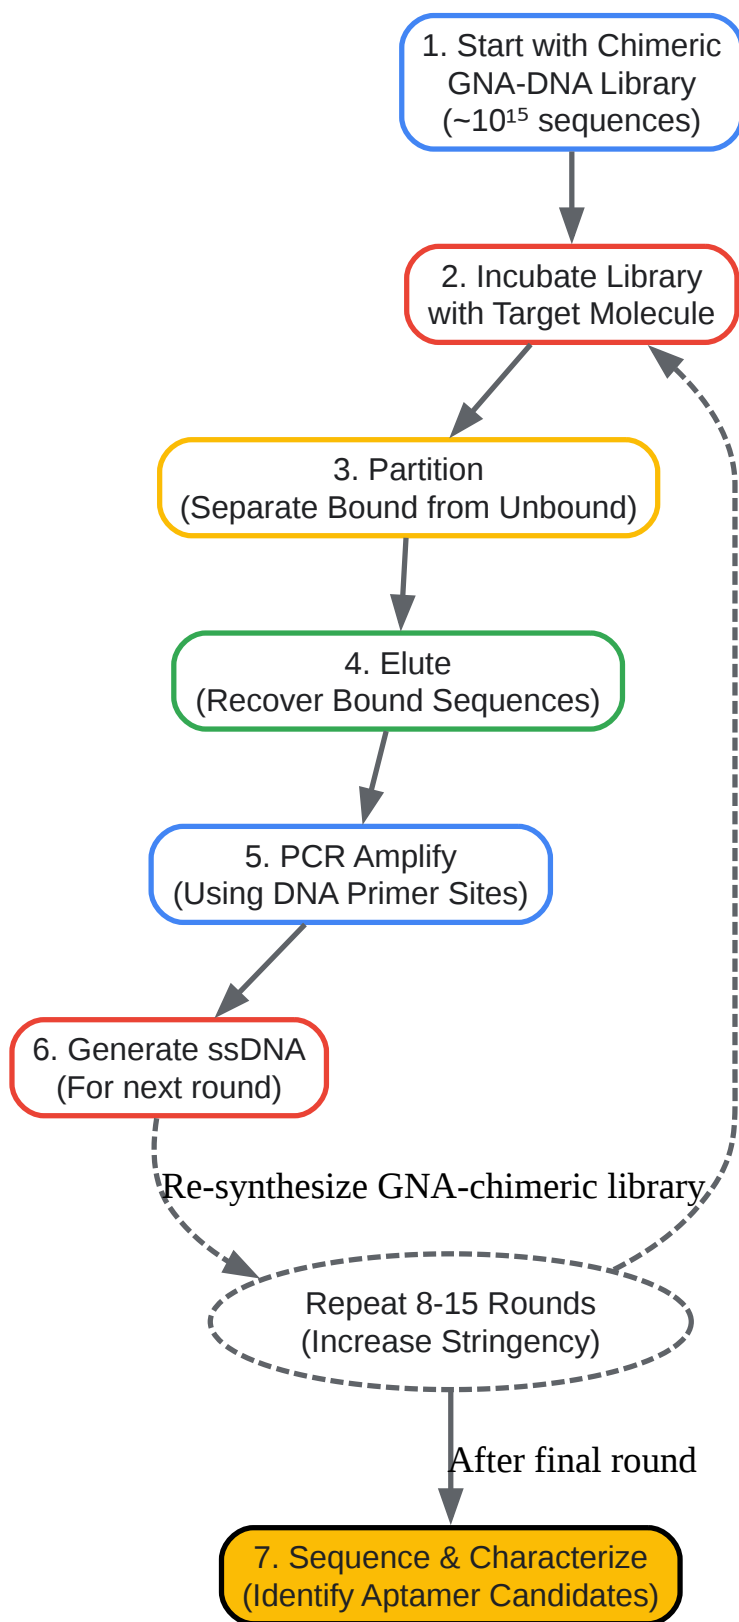 1. Start with Chimeric
GNA-DNA Library
(~10¹⁵ sequences)
2. Incubate Library
with Target Molecule
3. Partition
(Separate Bound from Unbound)
4. Elute
(Recover Bound Sequences)
5. PCR Amplify
(Using DNA Primer Sites)
6. Generate ssDNA
(For next round)
Re-synthesize GNA-chimeric library
Repeat 8-15 Rounds
(Increase Stringency)
After final round
7. Sequence & Characterize
(Identify Aptamer Candidates)